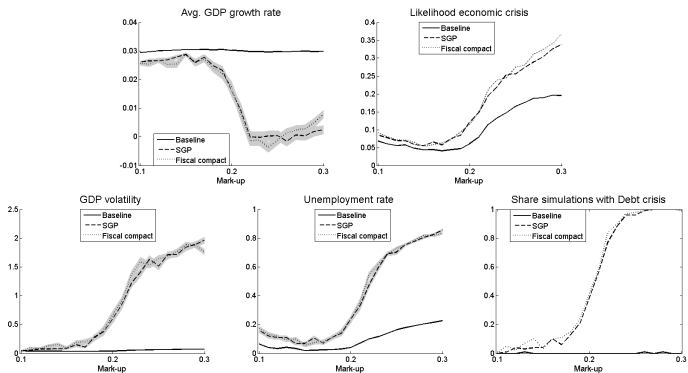 Avg. GDP growth rate
0.04
0.03
0.02
0.01
0
-0.01
0.1
0.2
0.3
Mark-up
Baseline
SGP
Fiscal compact
Likelihood economic crisis
0.4
0.35
0.3
0.25
0.2
0.15
0.1
0.05
0
0.1
0.2
0.3
Mark-up
Baseline
SGP
Fiscal compact
GDP volatility
2.5
2
1.5
1
0.5
0
0.1
0.2
0.3
Mark-up
Baseline
SGP
Fiscal compact
Unemployment rate
1
0.8
0.6
0.4
0.2
0
0.1
0.2
0.3
Mark-up
Baseline
SGP
Fiscal compact
Share simulations with Debt crisis
1
0.8
0.6
0.4
0.2
0
0.1
0.2
0.3
Mark-up
Baseline
SGP
Fiscal compact